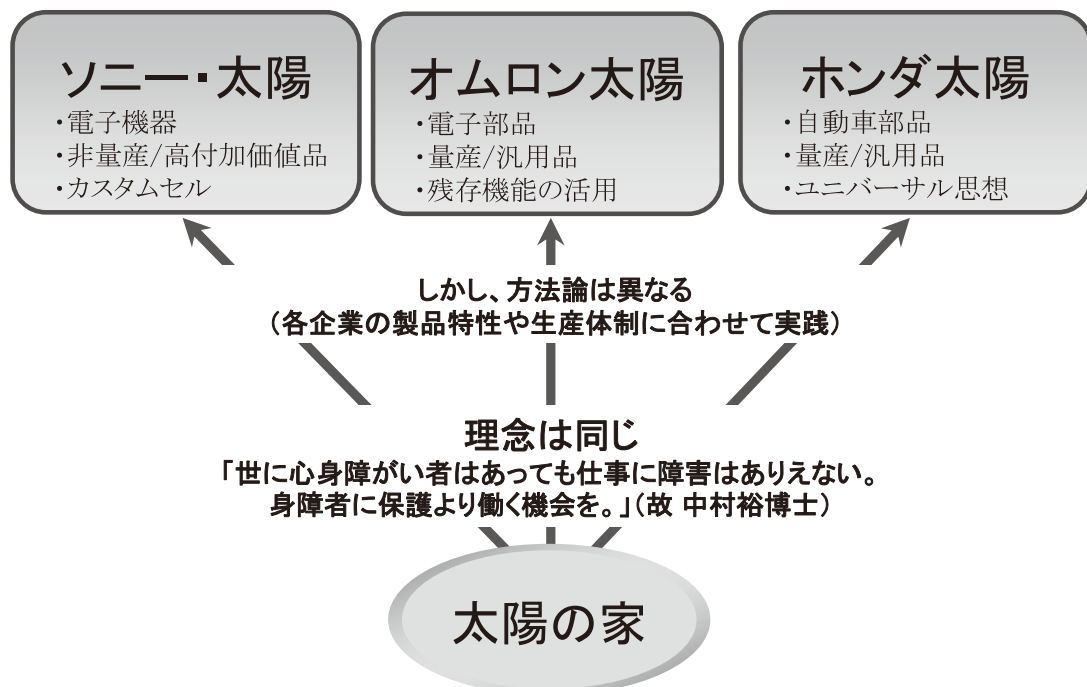 ソニー・太陽
・電子機器
・非量産/高付加価値品
・カスタムセル
オムロン太陽
・電子部品
・量産/汎用品
・残存機能の活用
ホンダ太陽
・自動車部品
・量産/汎用品
・ユニバーサル思想
しかし、方法論は異なる
（各企業の製品特性や生産体制に合わせて実践）
理念は同じ
「世に心身障がい者はあっても仕事に障害はありえない。
身障者に保護より働く機会を。」（故 中村裕博士）
太陽の家